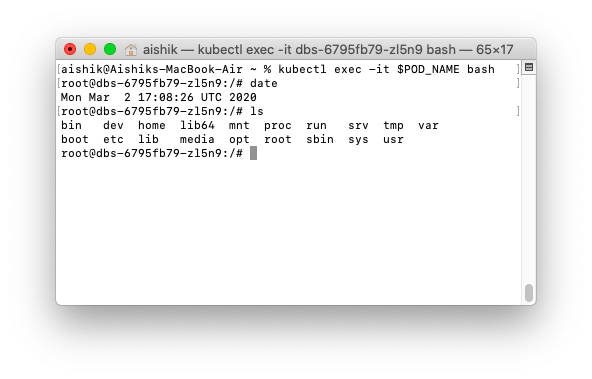 aishik — kubectl exec -it dbs-6795fb79-zl5n9 bash — 65×17
[aishik@Aishiks-MacBook-Air ~ % kubectl exec -it $POD_NAME bash ]
[root@dbs-6795fb79-zl5n9:/# date ]
Mon Mar  2 17:08:26 UTC 2020
[root@dbs-6795fb79-zl5n9:/# ls ]
bin   dev  home  lib64  mnt  proc  run   srv  tmp  var
boot  etc  lib   media  opt  root  sbin  sys  usr
root@dbs-6795fb79-zl5n9:/#